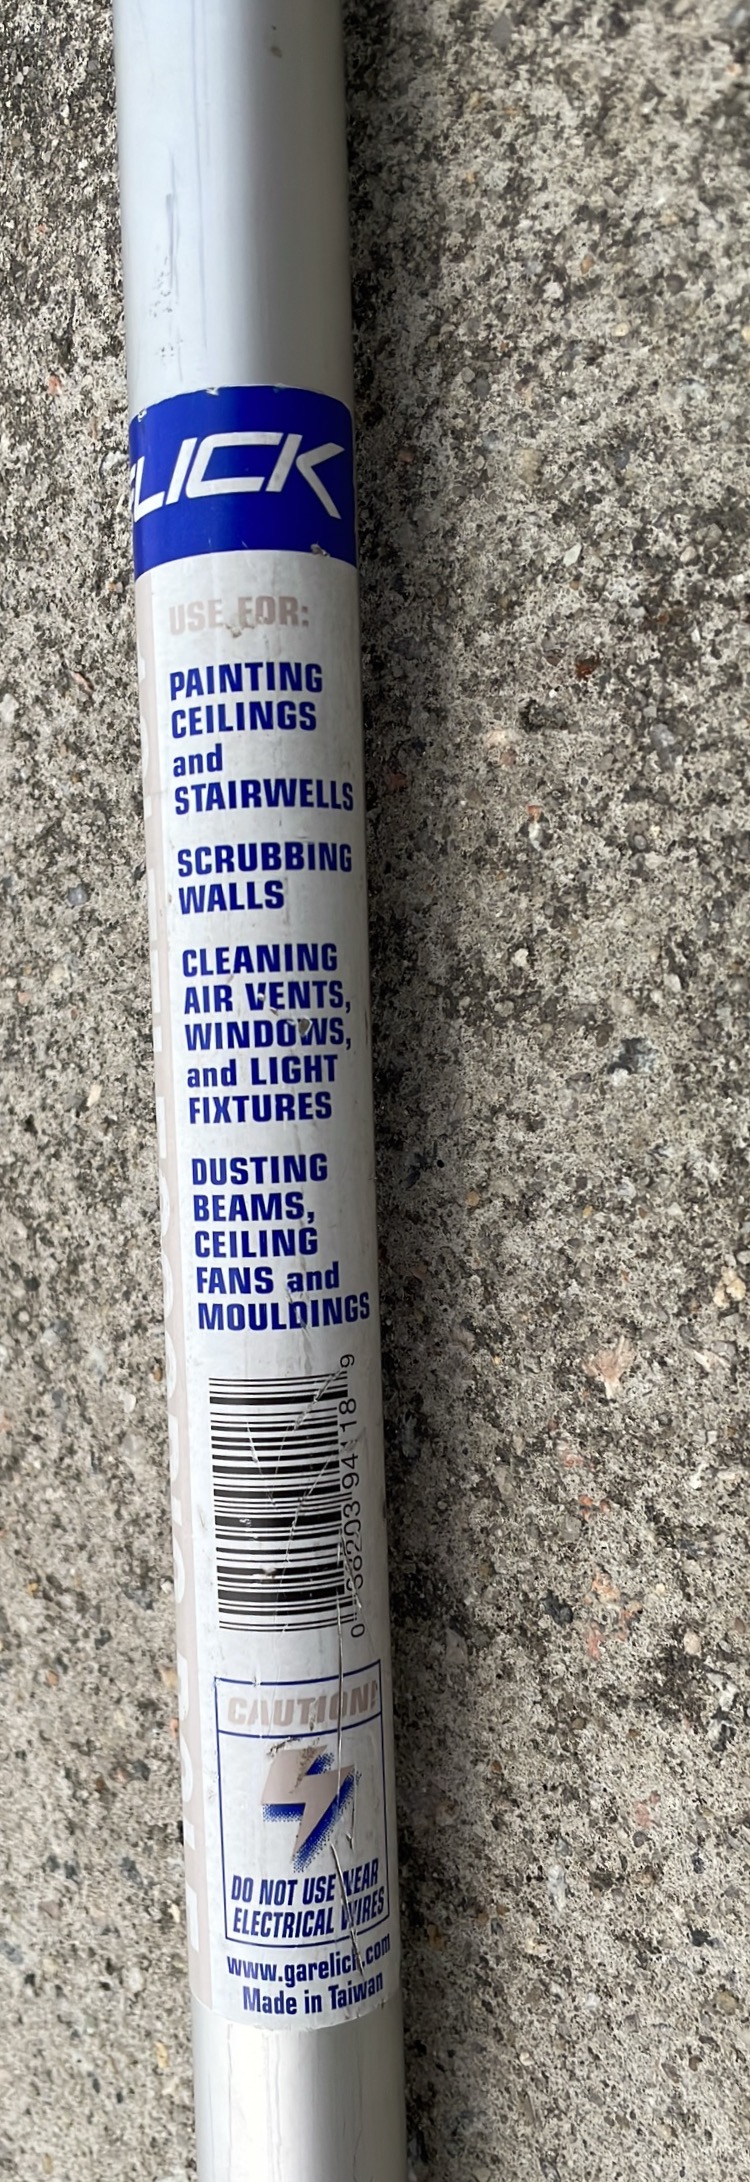 LICK
USE FOR:
PAINTING
CEILINGS
and
STAIRWELLS
SCRUBBING
WALLS
CLEANING
AIR VENTS,
WINDOWS,
and LIGHT
FIXTURES
DUSTING
BEAMS,
CEILING
FANS and
MOULDINGS
CAUTION!
DO NOT USE NEAR
ELECTRICAL WIRES
www.garelick.com
Made in Taiwan